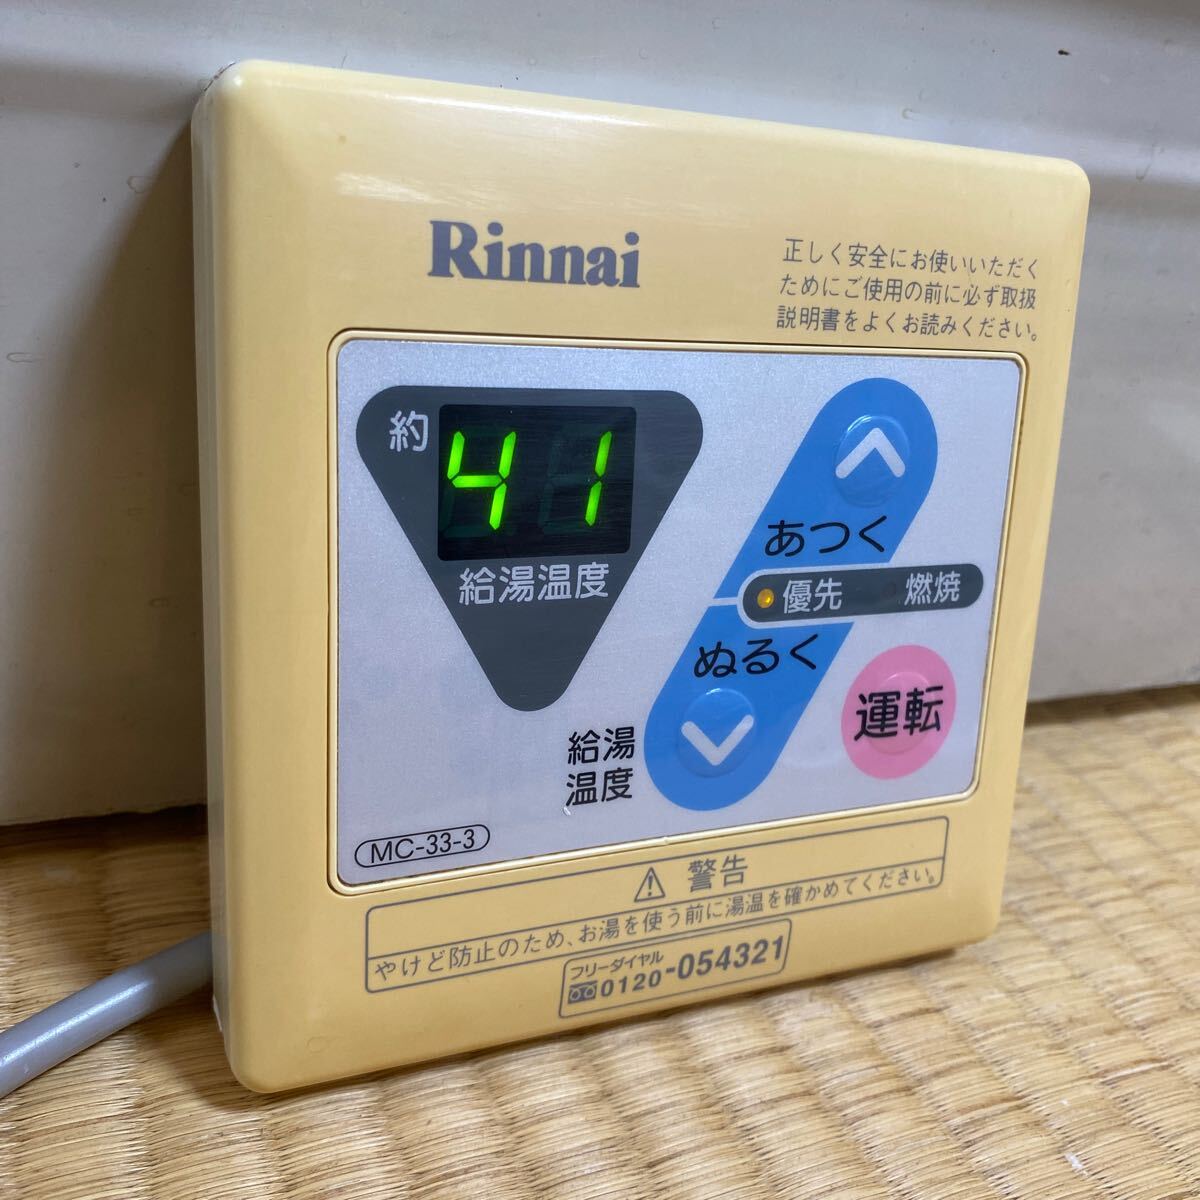 Rinnai
正しく安全にお使いいただく
ためにご使用の前に必ず取扱
説明書をよくお読みください。
約
41
給湯温度
あつく
優先
燃焼
ぬるく
運転
給湯
温度
MC-33-3
⚠ 警告
やけど防止のため、お湯を使う前に湯温を確かめてください。
フリーダイヤル
0120-054321